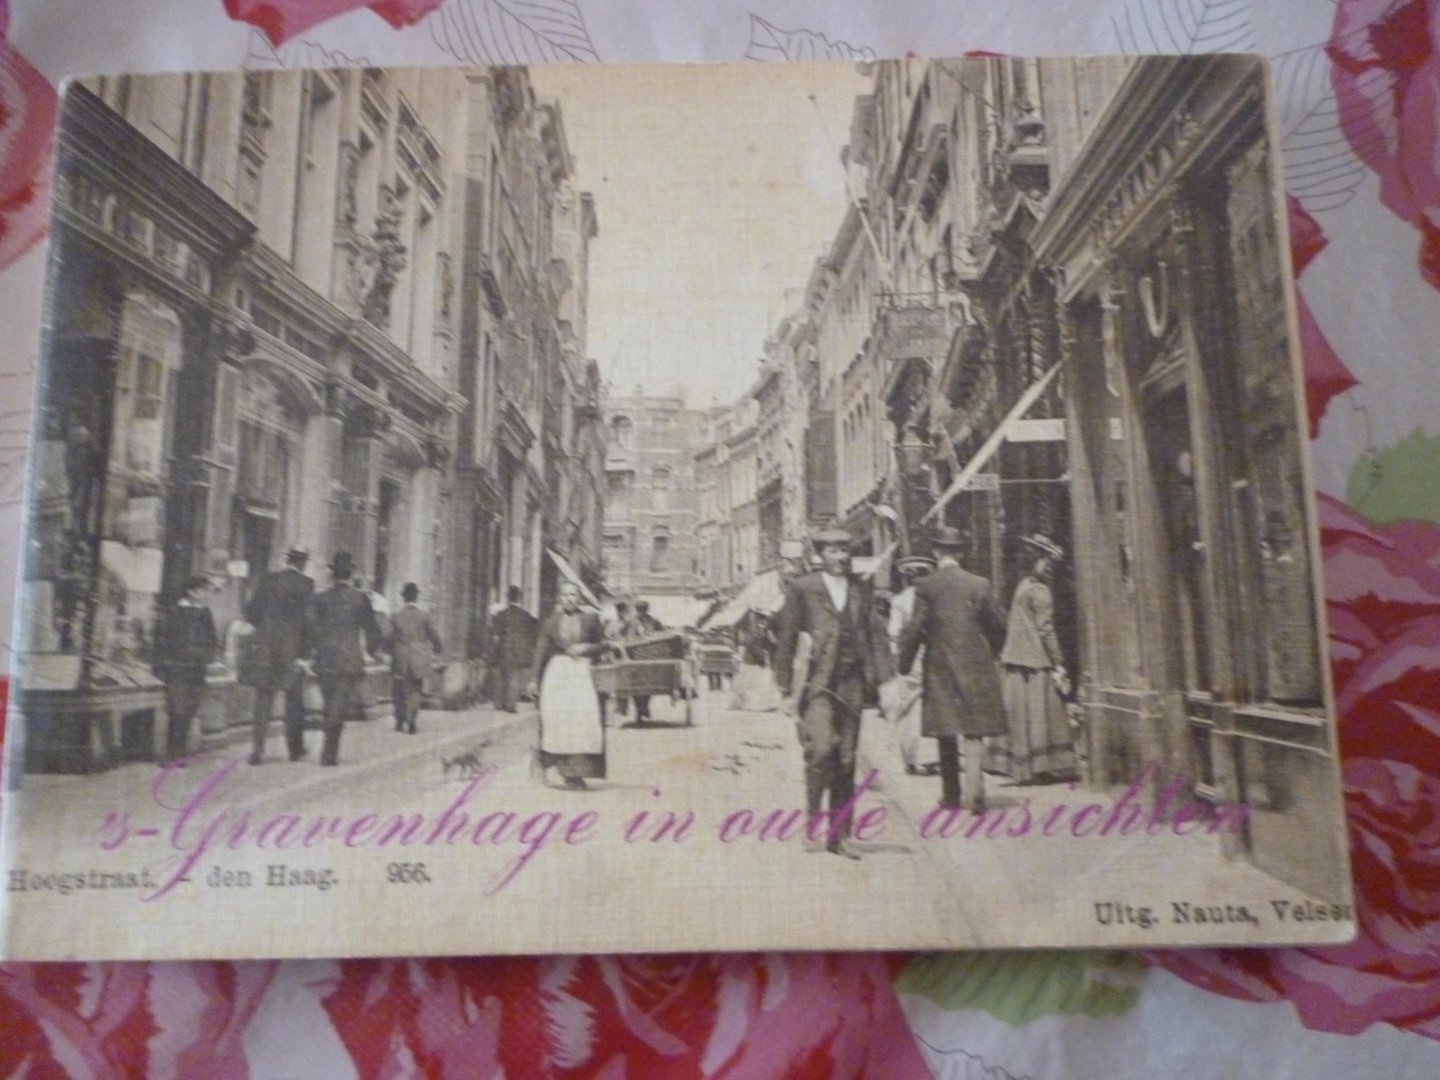 's-Gravenhage in oude ansichten
Hoogstraat. - den Haag. 956.
Uitg. Nauta, Velsen